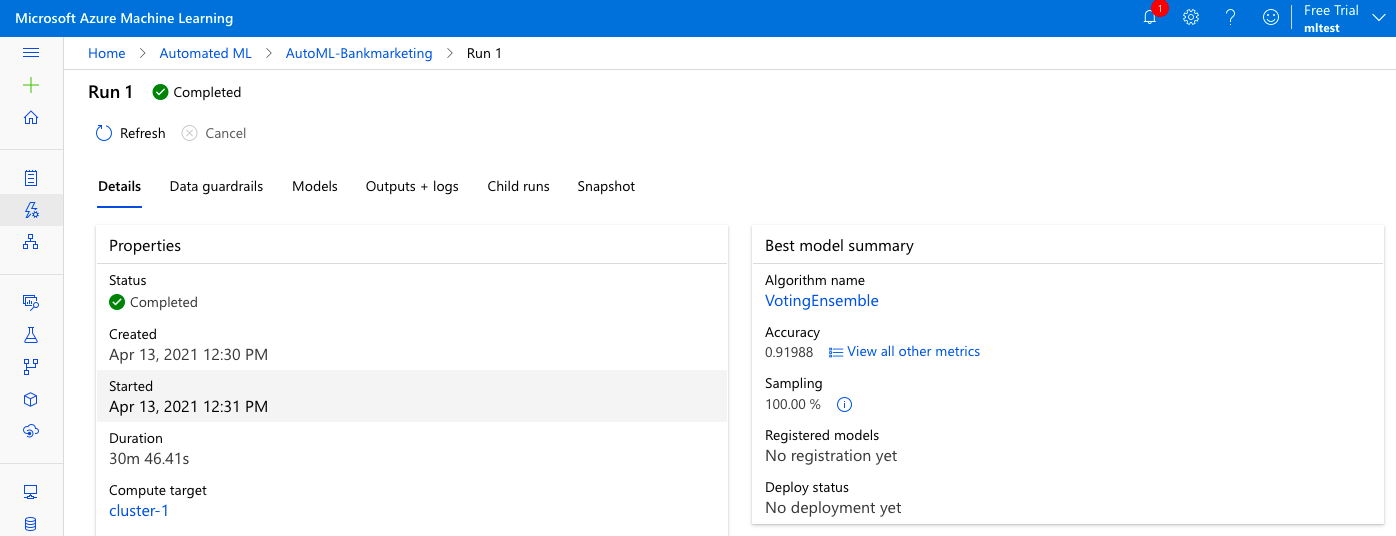 Microsoft Azure Machine Learning
1
Free Trial
mltest
Home > Automated ML > AutoML-Bankmarketing > Run 1
Run 1 Completed
Refresh Cancel
Details Data guardrails Models Outputs + logs Child runs Snapshot
Properties
Status
Completed
Created
Apr 13, 2021 12:30 PM
Started
Apr 13, 2021 12:31 PM
Duration
30m 46.41s
Compute target
cluster-1
Best model summary
Algorithm name
VotingEnsemble
Accuracy
0.91988 View all other metrics
Sampling
100.00 %
Registered models
No registration yet
Deploy status
No deployment yet